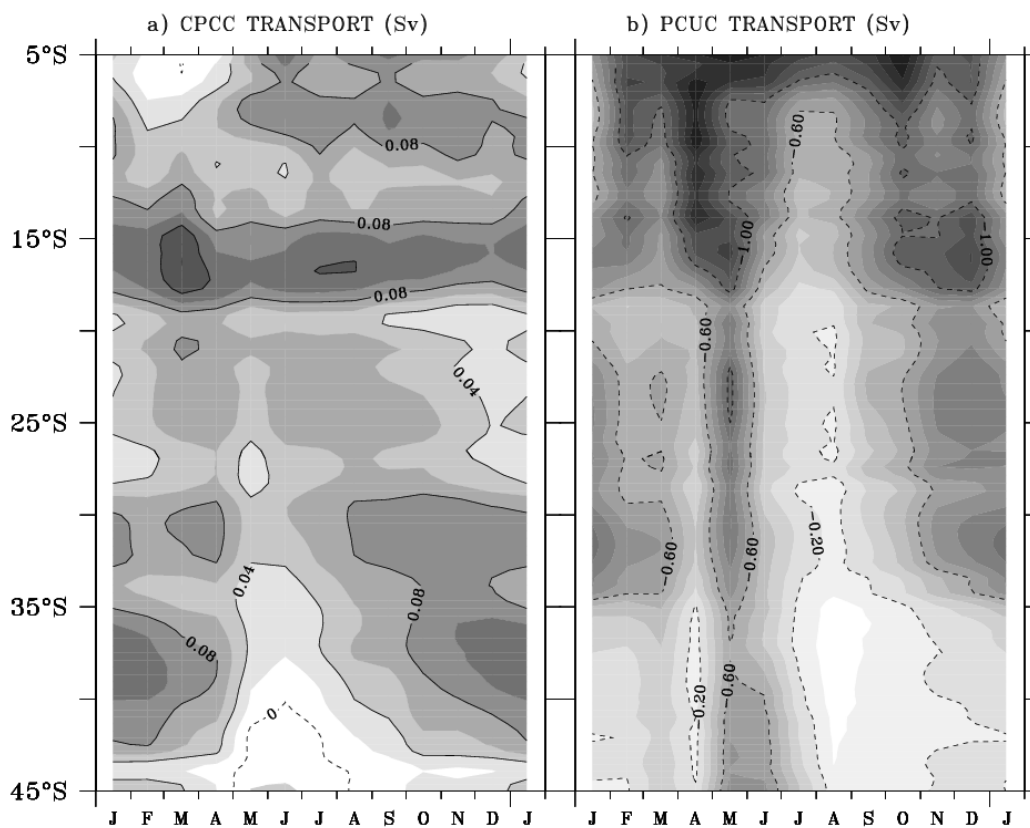 a) CPCC TRANSPORT (Sv)
b) PCUC TRANSPORT (Sv)
5°S
15°S
25°S
35°S
45°S
0.08
0.08
0.08
0.04
0.04
0.08
0.08
0
-0.60
-1.00
-1.00
-0.60
-0.20
-0.60
-0.60
-0.20
-0.60
J F M A M J J A S O N D J
J F M A M J J A S O N D J